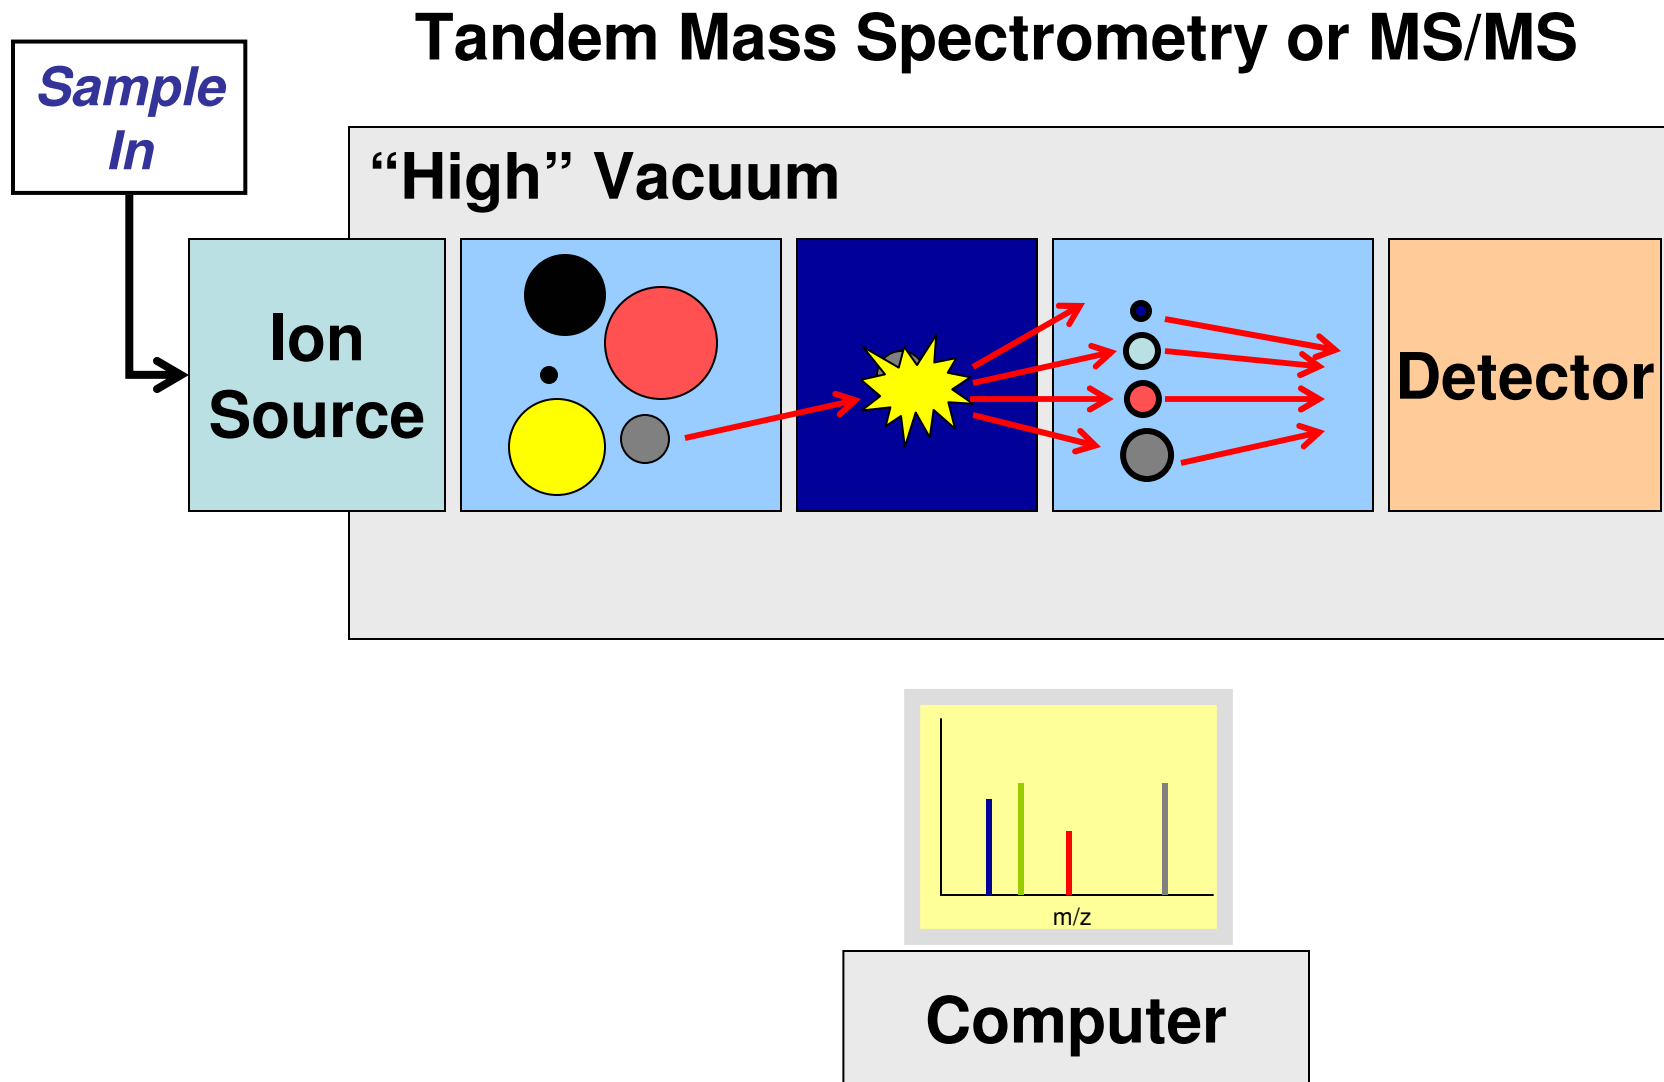 Tandem Mass Spectrometry or MS/MS
Sample
In
“High” Vacuum
Ion
Source
Detector
m/z
Computer